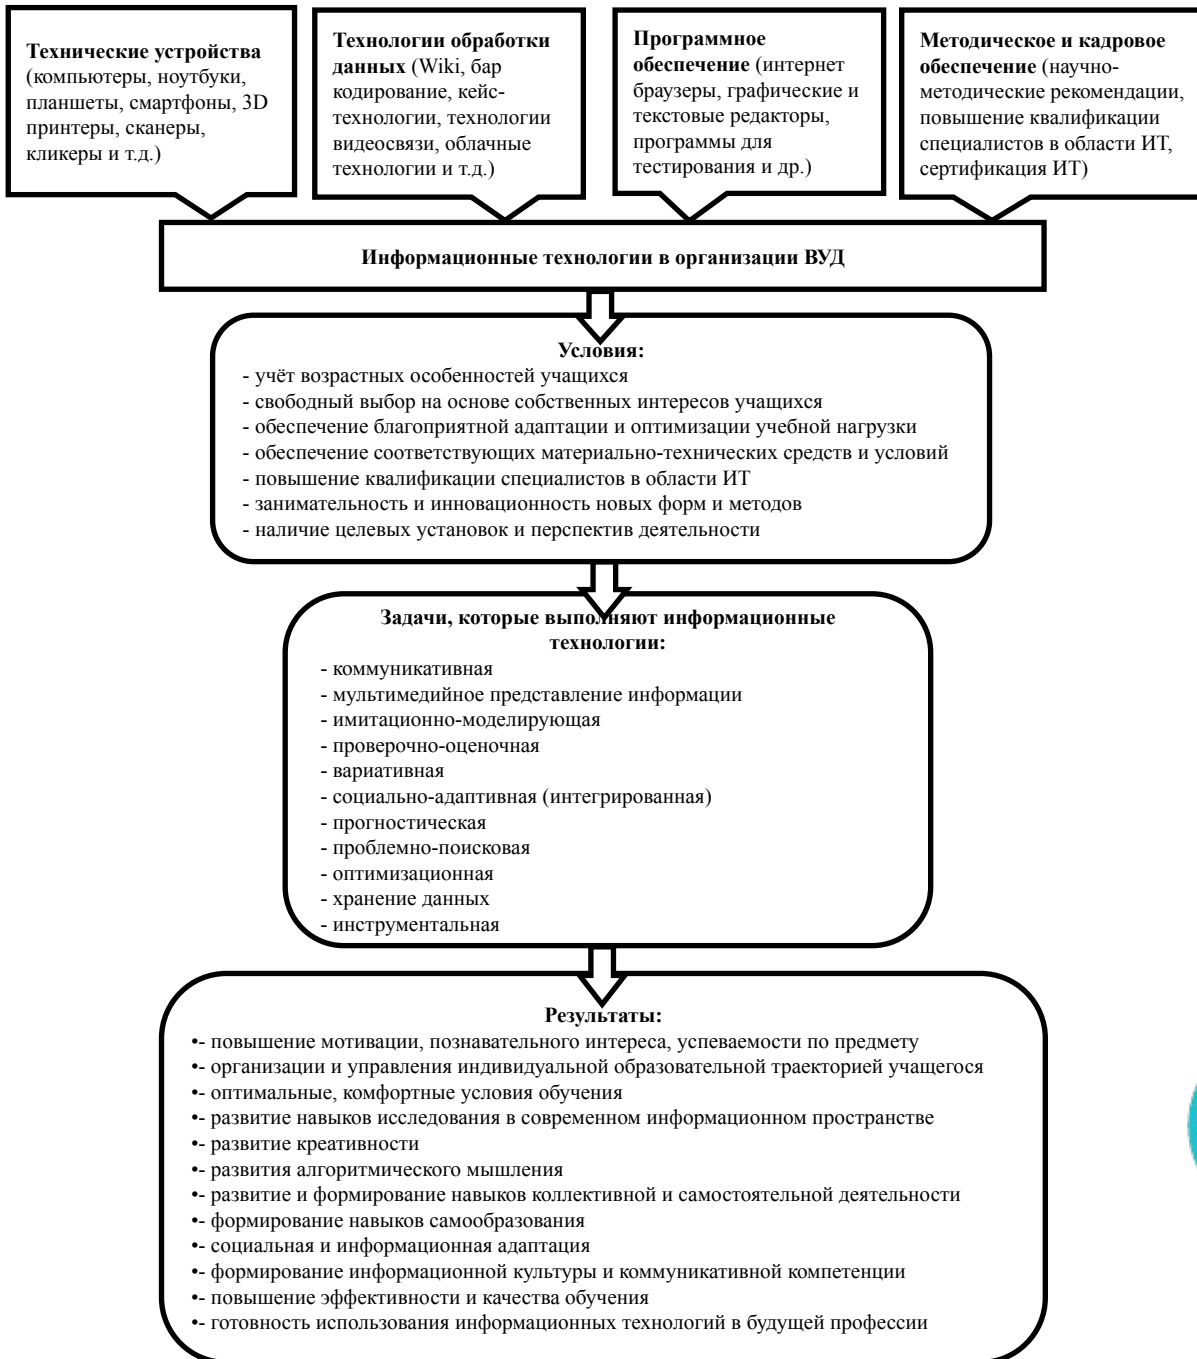 Технические устройства
(компьютеры, ноутбуки,
планшеты, смартфоны, 3D
принтеры, сканеры,
кликеры и т.д.)
Технологии обработки
данных (Wiki, бар
кодирование, кейс-
технологии, технологии
видеосвязи, облачные
технологии и т.д.)
Программное
обеспечение (интернет
браузеры, графические и
текстовые редакторы,
программы для
тестирования и др.)
Методическое и кадровое
обеспечение (научно-
методические рекомендации,
повышение квалификации
специалистов в области ИТ,
сертификация ИТ)
Информационные технологии в организации ВУД
Условия:
- учёт возрастных особенностей учащихся
- свободный выбор на основе собственных интересов учащихся
- обеспечение благоприятной адаптации и оптимизации учебной нагрузки
- обеспечение соответствующих материально-технических средств и условий
- повышение квалификации специалистов в области ИТ
- занимательность и инновационность новых форм и методов
- наличие целевых установок и перспектив деятельности
Задачи, которые выполняют информационные
технологии:
- коммуникативная
- мультимедийное представление информации
- имитационно-моделирующая
- проверочно-оценочная
- вариативная
- социально-адаптивная (интегрированная)
- прогностическая
- проблемно-поисковая
- оптимизационная
- хранение данных
- инструментальная
Результаты:
•- повышение мотивации, познавательного интереса, успеваемости по предмету
•- организации и управления индивидуальной образовательной траекторией учащегося
•- оптимальные, комфортные условия обучения
•- развитие навыков исследования в современном информационном пространстве
•- развитие креативности
•- развития алгоритмического мышления
•- развитие и формирование навыков коллективной и самостоятельной деятельности
•- формирование навыков самообразования
•- социальная и информационная адаптация
•- формирование информационной культуры и коммуникативной компетенции
•- повышение эффективности и качества обучения
•- готовность использования информационных технологий в будущей профессии